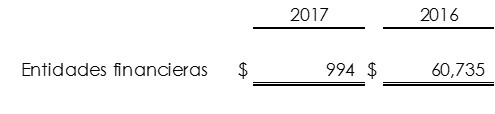 2017 2016
Entidades financieras $ 994 $ 60,735